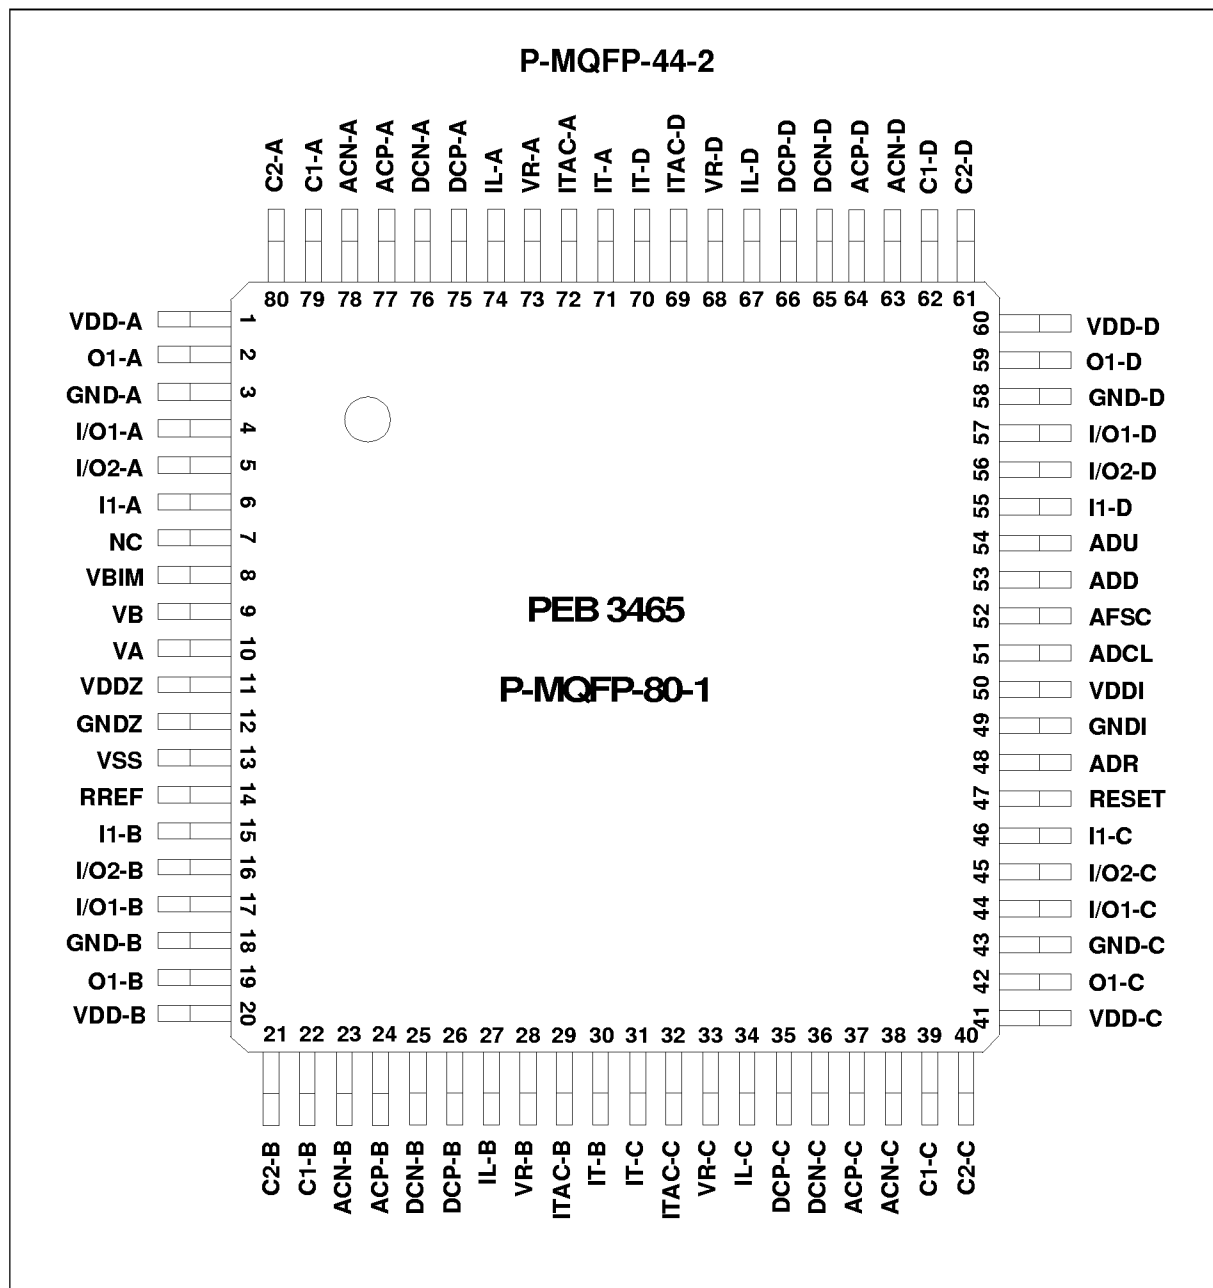 P-MQFP-44-2
C2-A
C1-A
ACN-A
ACP-A
DCN-A
DCP-A
IL-A
VR-A
ITAC-A
IT-A
IT-D
ITAC-D
VR-D
IL-D
DCP-D
DCN-D
ACP-D
ACN-D
C1-D
C2-D
80 79 78 77 76 75 74 73 72 71 70 69 68 67 66 65 64 63 62 61
VDD-A 1 60 VDD-D
O1-A 2 59 O1-D
GND-A 3 58 GND-D
I/O1-A 4 57 I/O1-D
I/O2-A 5 56 I/O2-D
I1-A 6 55 I1-D
NC 7 54 ADU
VBIM 8 53 ADD
VB 9 52 AFSC
PEB 3465
VA 10 51 ADCL
VDDZ 11 50 VDDI
P-MQFP-80-1
GNDZ 12 49 GNDI
VSS 13 48 ADR
RREF 14 47 RESET
I1-B 15 46 I1-C
I/O2-B 16 45 I/O2-C
I/O1-B 17 44 I/O1-C
GND-B 18 43 GND-C
O1-B 19 42 O1-C
VDD-B 20 41 VDD-C
21 22 23 24 25 26 27 28 29 30 31 32 33 34 35 36 37 38 39 40
C2-B
C1-B
ACN-B
ACP-B
DCN-B
DCP-B
IL-B
VR-B
ITAC-B
IT-B
IT-C
ITAC-C
VR-C
IL-C
DCP-C
DCN-C
ACP-C
ACN-C
C1-C
C2-C